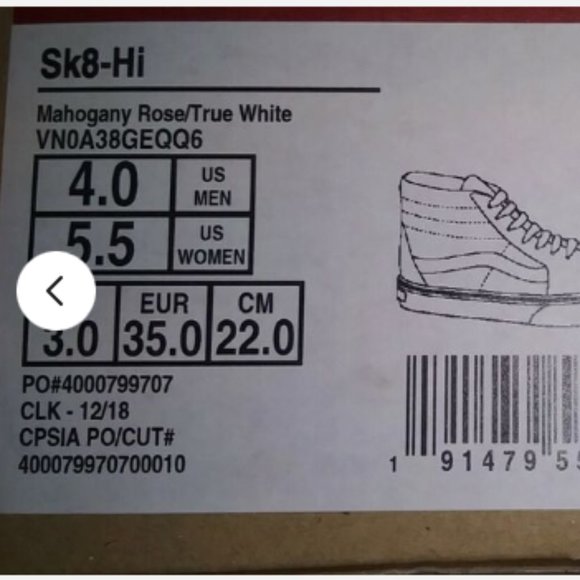 Sk8-Hi
Mahogany Rose/True White
VN0A38GEQQ6
4.0 US MEN
5.5 US WOMEN
EUR CM
3.0 35.0 22.0
PO#4000799707
CLK - 12/18
CPSIA PO/CUT#
400079970700010
1 91479 55